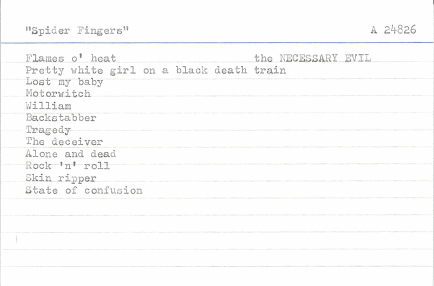 "Spider Fingers" A 24826
Flames o' heat the NECESSARY EVIL
Pretty white girl on a black death train
Lost my baby
Motorwitch
William
Backstabber
Tragedy
The deceiver
Alone and dead
Rock 'n' roll
Skin ripper
State of confusion